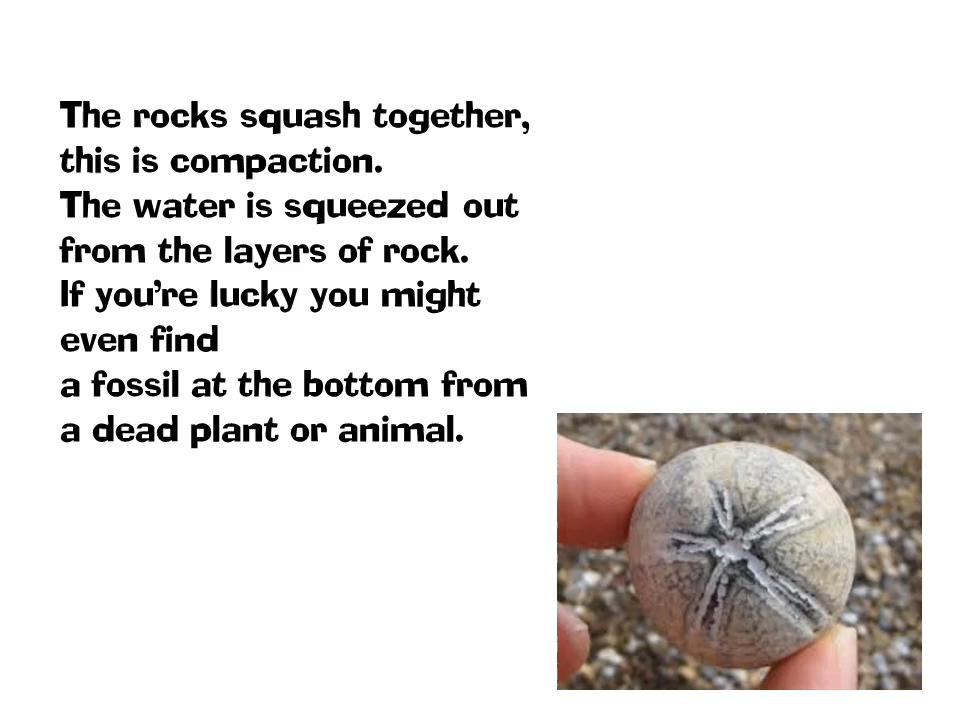 The rocks squash together,
this is compaction.
The water is squeezed out
from the layers of rock.
If you’re lucky you might
even find
a fossil at the bottom from
a dead plant or animal.